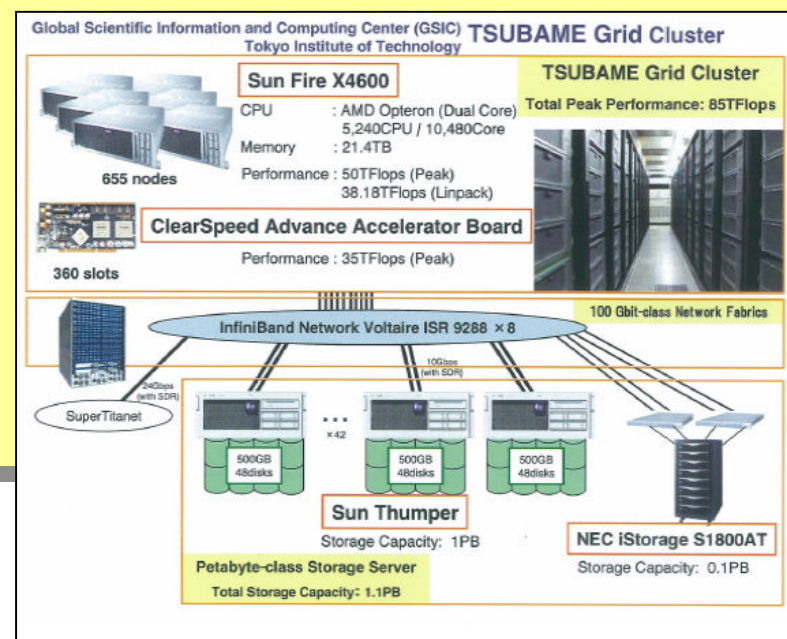 Global Scientific Information and Computing Center (GSIC)
Tokyo Institute of Technology
TSUBAME Grid Cluster
Sun Fire X4600
CPU : AMD Opteron (Dual Core)
5,240CPU / 10,480Core
Memory : 21.4TB
Performance : 50TFlops (Peak)
38.18TFlops (Linpack)
655 nodes
ClearSpeed Advance Accelerator Board
Performance : 35TFlops (Peak)
360 slots
TSUBAME Grid Cluster
Total Peak Performance: 85TFlops
100 Gbit-class Network Fabrics
InfiniBand Network Voltaire ISR 9288 ×8
24Gbps
(with SDR)
10Gbps
(with SDR)
SuperTitanet
×42
500GB
48disks
500GB
48disks
500GB
48disks
Sun Thumper
Storage Capacity: 1PB
NEC iStorage S1800AT
Storage Capacity: 0.1PB
Petabyte-class Storage Server
Total Storage Capacity: 1.1PB